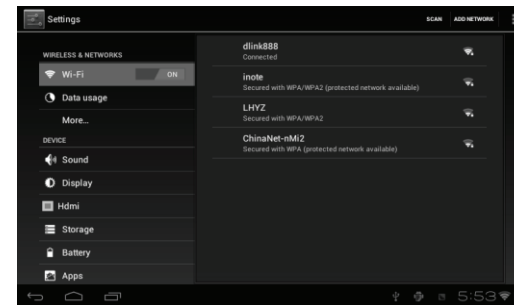 Settings
SCAN ADD NETWORK
WIRELESS & NETWORKS
Wi-Fi ON
Data usage
More...
DEVICE
Sound
Display
Hdmi
Storage
Battery
Apps
dlink888
Connected
inote
Secured with WPA/WPA2 (protected network available)
LHYZ
Secured with WPA/WPA2
ChinaNet-nMi2
Secured with WPA (protected network available)
5:53